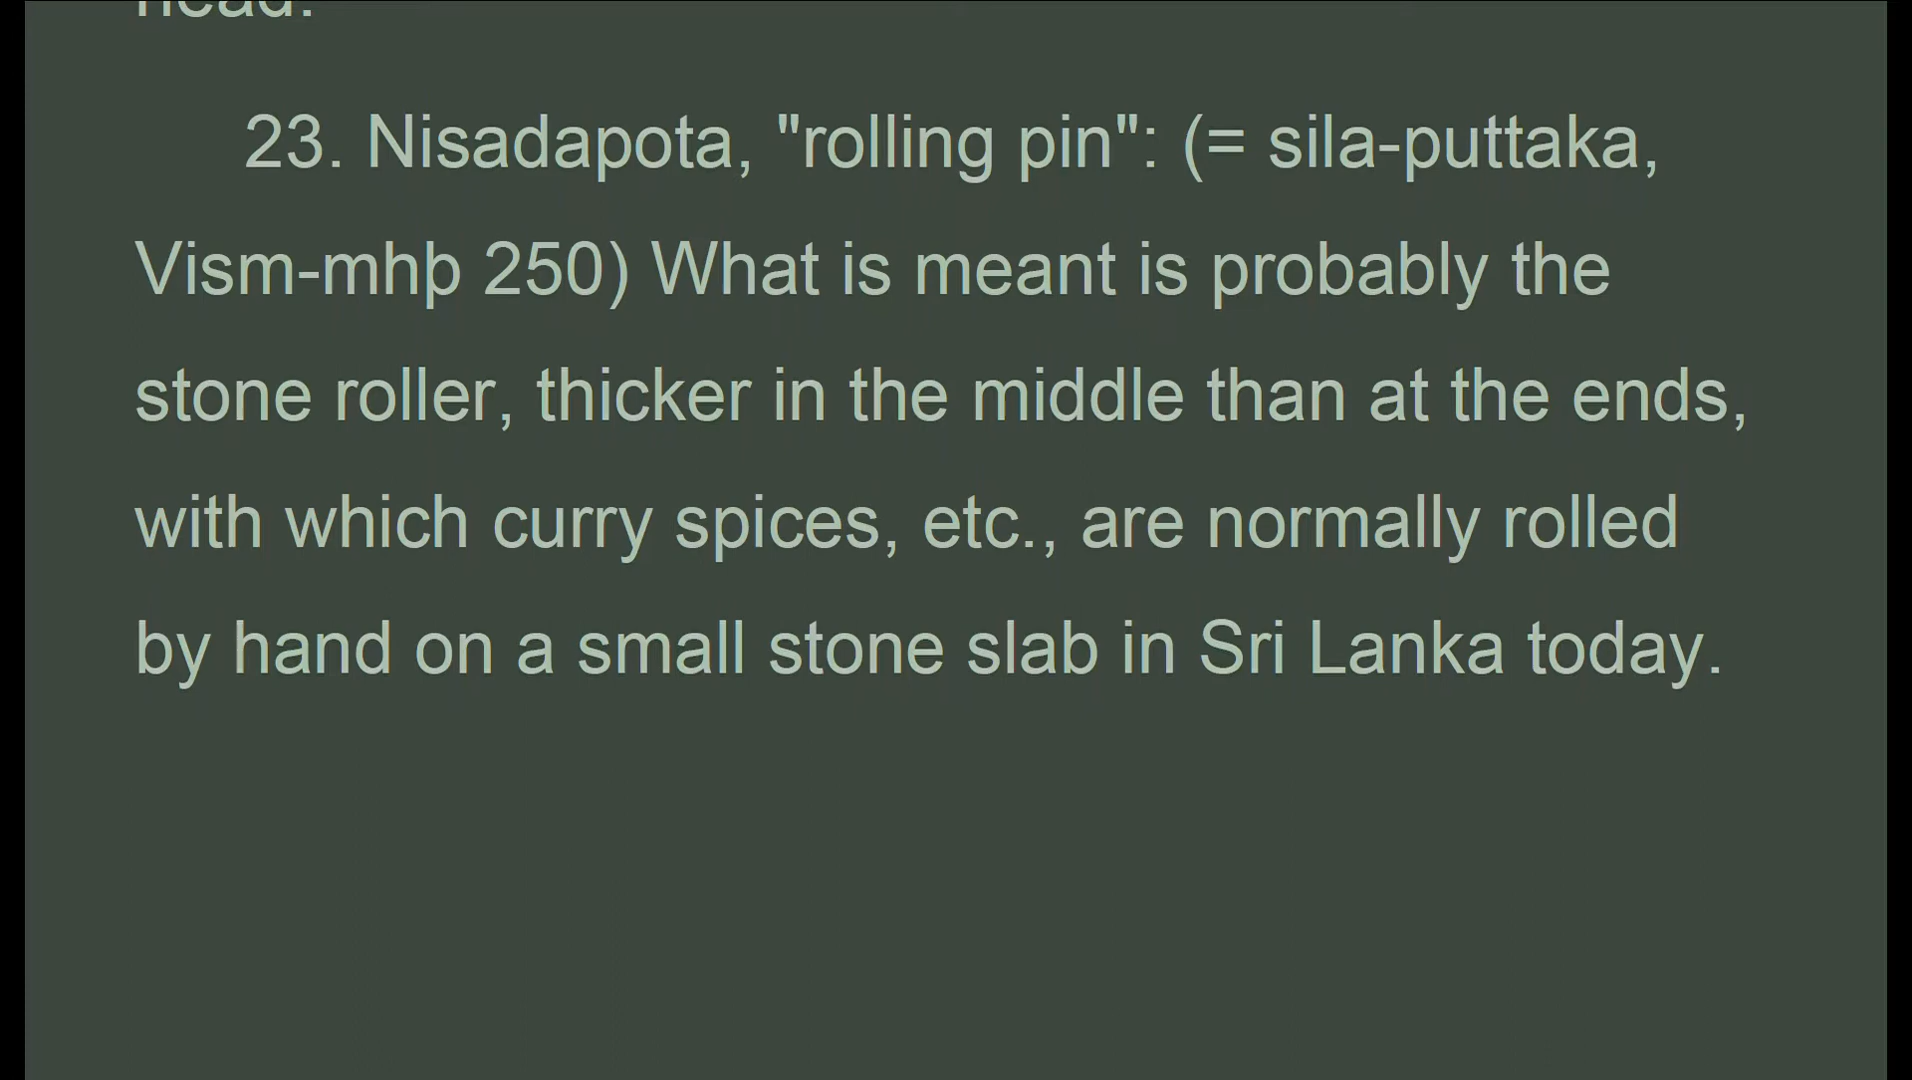 head.
23. Nisadapota, "rolling pin": (= sila-puttaka,
Vism-mhþ 250) What is meant is probably the
stone roller, thicker in the middle than at the ends,
with which curry spices, etc., are normally rolled
by hand on a small stone slab in Sri Lanka today.